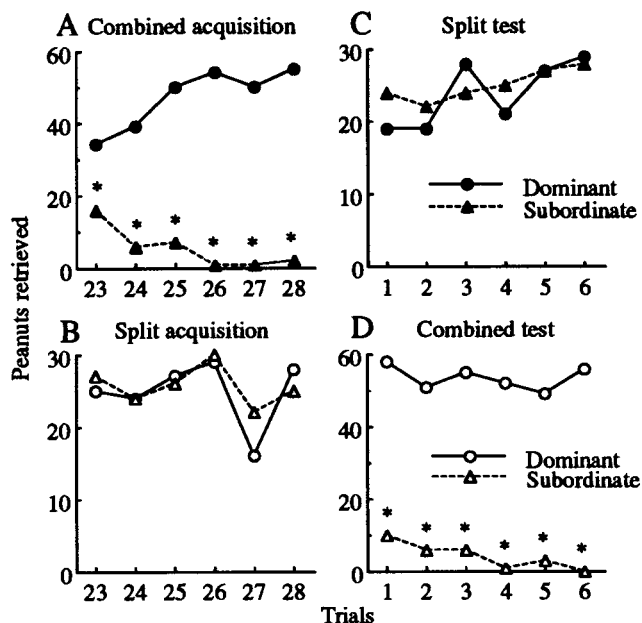 A Combined acquisition
60
40
20
0
* * * * * *
23 24 25 26 27 28
B Split acquisition
30
20
10
0
23 24 25 26 27 28
Peanuts retrieved
C Split test
30
20
10
0
Dominant
Subordinate
1 2 3 4 5 6
D Combined test
60
40
20
0
Dominant
Subordinate
* * * * * *
1 2 3 4 5 6
Trials